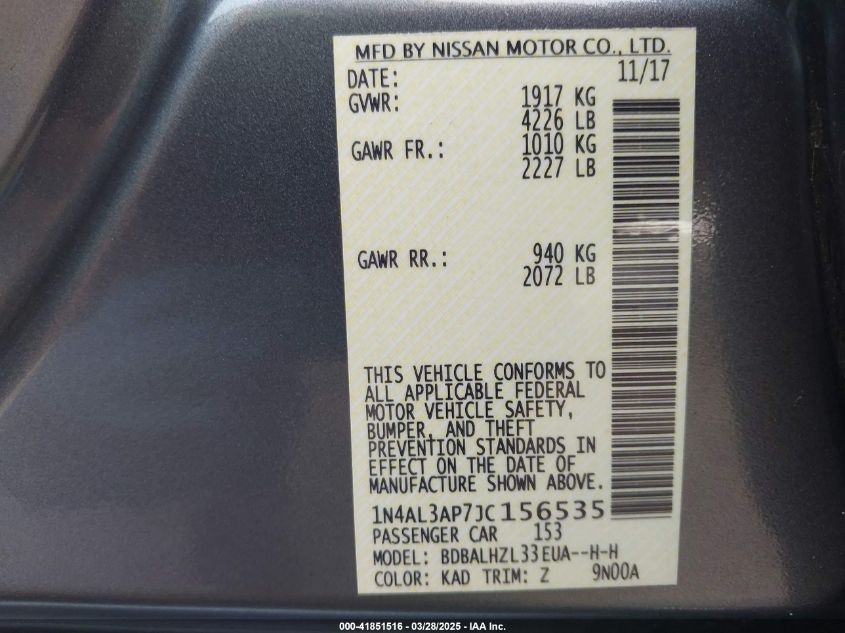 MFD BY NISSAN MOTOR CO., LTD.
DATE: 11/17
GVWR: 1917 KG
4226 LB
GAWR FR.: 1010 KG
2227 LB
GAWR RR.: 940 KG
2072 LB
THIS VEHICLE CONFORMS TO
ALL APPLICABLE FEDERAL
MOTOR VEHICLE SAFETY,
BUMPER, AND THEFT
PREVENTION STANDARDS IN
EFFECT ON THE DATE OF
MANUFACTURE SHOWN ABOVE.
1N4AL3AP7JC156535
PASSENGER CAR 153
MODEL: BDBALHZL33EUA--H-H
COLOR: KAD TRIM: Z 9N00A
000-41851516 - 03/28/2025 - IAA Inc.